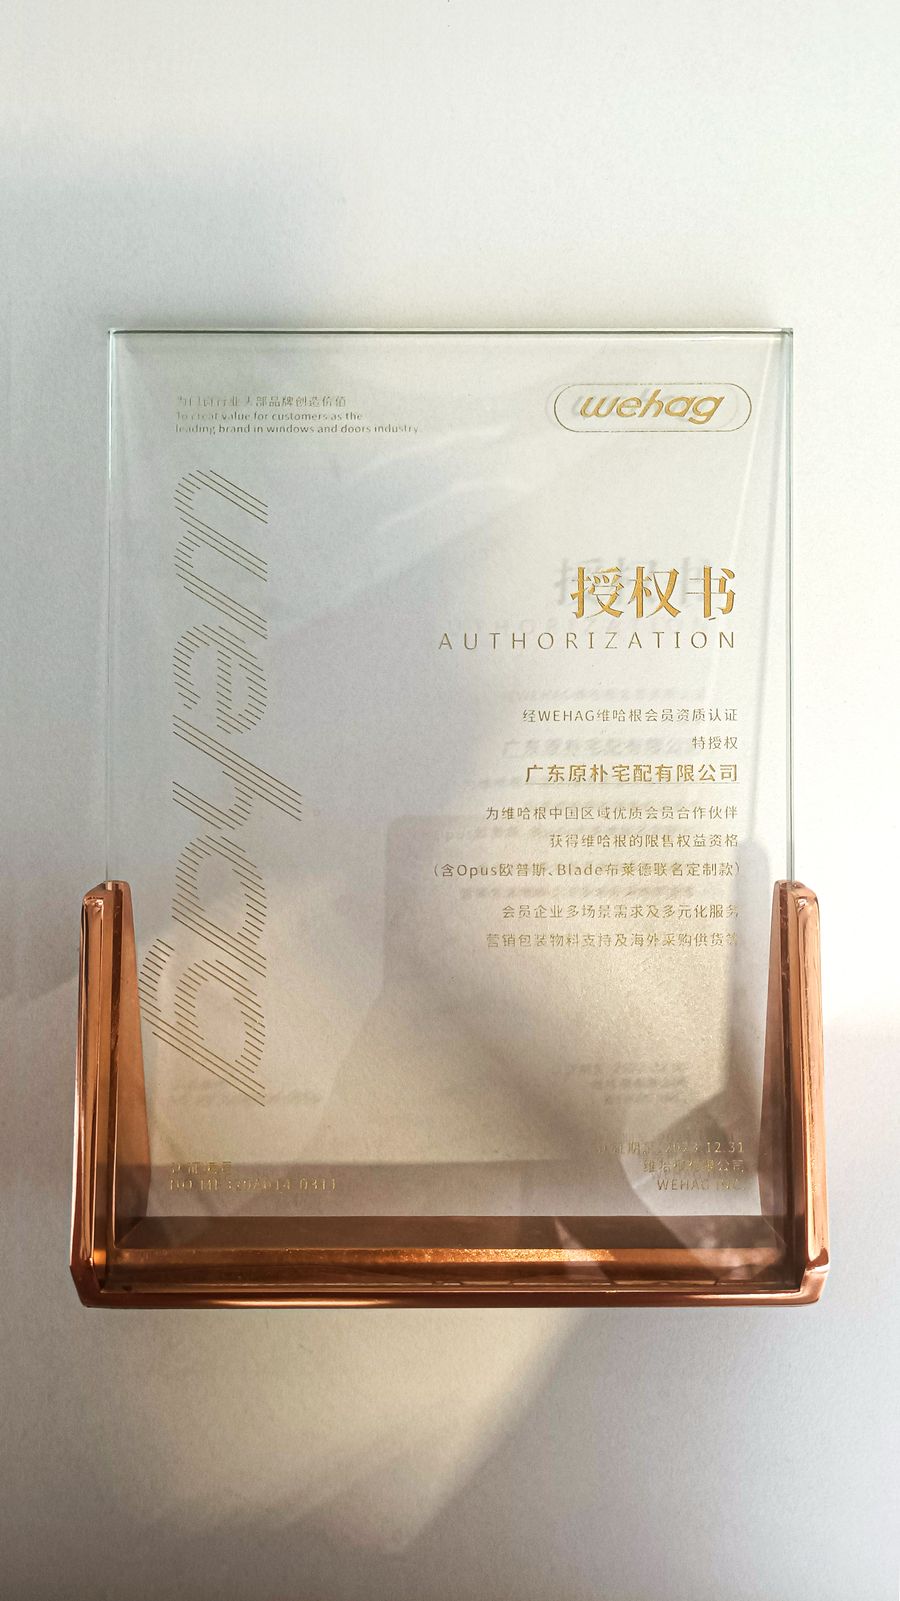 为门窗行业头部品牌创造价值
To creat value for customers as the
leading brand in windows and doors industry
wehag
wehag
授权书
AUTHORIZATION
经WEHAG维哈根会员资质认证
特授权
广东原朴宅配有限公司
为维哈根中国区域优质会员合作伙伴
获得维哈根的限售权益资格
(含Opus欧普斯、Blade布莱德联名定制款)
会员企业多场景需求及多元化服务
营销包装物料支持及海外采购供货等
2023.12.31
维哈根有限公司
WEHAG INC.